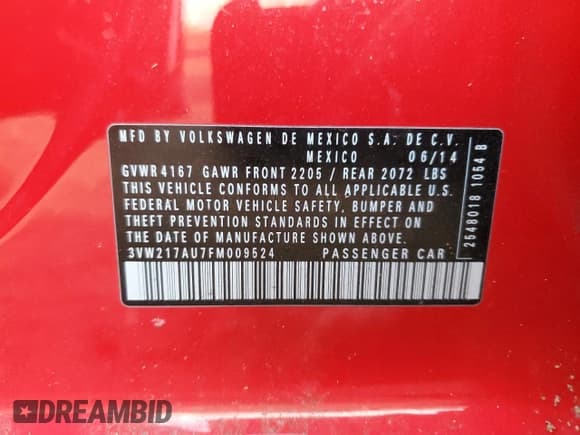 MFD BY VOLKSWAGEN DE MEXICO S.A. DE C.V.
MEXICO 06/14
GVWR 4167 GAWR FRONT 2205 / REAR 2072 LBS
THIS VEHICLE CONFORMS TO ALL APPLICABLE U.S.
FEDERAL MOTOR VEHICLE SAFETY, BUMPER AND
THEFT PREVENTION STANDARDS IN EFFECT ON
THE DATE OF MANUFACTURE SHOWN ABOVE.
3VW217AU7FM009524 PASSENGER CAR
2548018 1064 B
DREAMBID